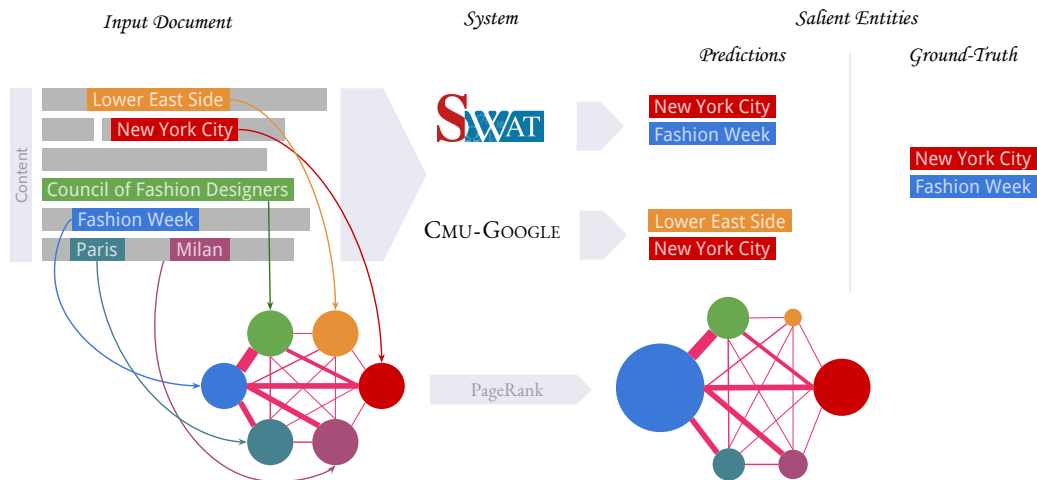 Input Document
System
Salient Entities
Predictions
Ground-Truth
Content
Lower East Side
New York City
Council of Fashion Designers
Fashion Week
Paris
Milan
SWAT
New York City
Fashion Week
CMU-GOOGLE
Lower East Side
New York City
New York City
Fashion Week
PageRank